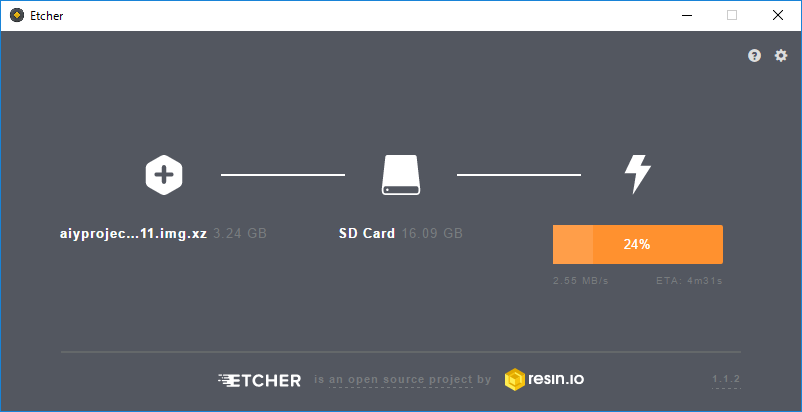 Etcher
aiyprojec...11.img.xz 3.24 GB
SD Card 16.09 GB
24%
2.55 MB/s
ETA: 4m31s
ETCHER is an open source project by resin.io
1.1.2